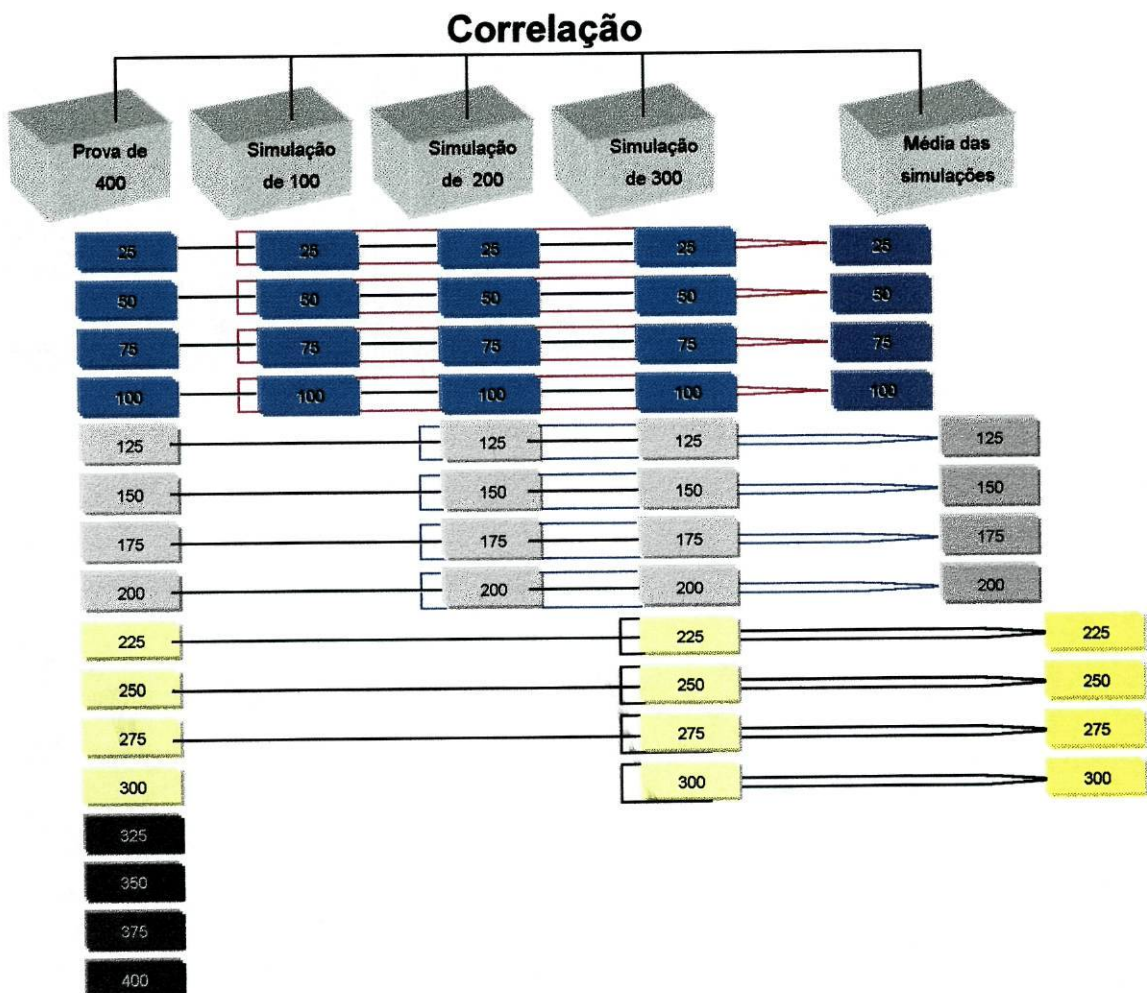 Correlação
Prova de
400
Simulação
de 100
Simulação
de 200
Simulação
de 300
Média das
simulações
25 25 25 25 25
50 50 50 50 50
75 75 75 75 75
100 100 100 100 100
125 125 125 125
150 150 150 150
175 175 175 175
200 200 200 200
225 225 225
250 250 250
275 275 275
300 300 300
325
350
375
400